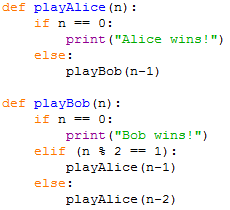 def playAlice(n):
    if n == 0:
        print("Alice wins!")
    else:
        playBob(n-1)

def playBob(n):
    if n == 0:
        print("Bob wins!")
    elif (n % 2 == 1):
        playAlice(n-1)
    else:
        playAlice(n-2)